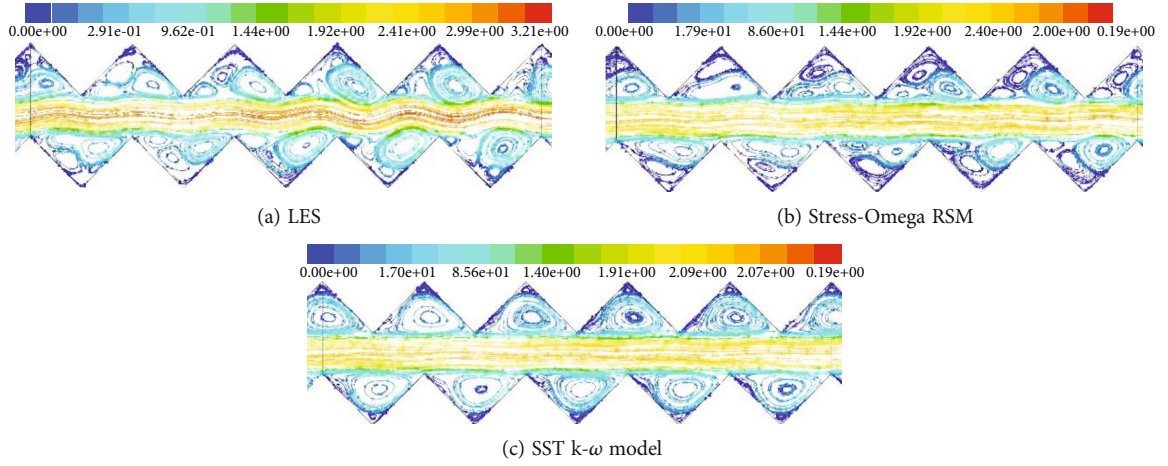 0.00e+00 2.91e-01 9.62e-01 1.44e+00 1.92e+00 2.41e+00 2.99e+00 3.21e+00
(a) LES
0.00e+00 1.79e+01 8.60e+01 1.44e+00 1.92e+00 2.40e+00 2.00e+00 0.19e+00
(b) Stress-Omega RSM
0.00e+00 1.70e+01 8.56e+01 1.40e+00 1.91e+00 2.09e+00 2.07e+00 0.19e+00
(c) SST k-ω model